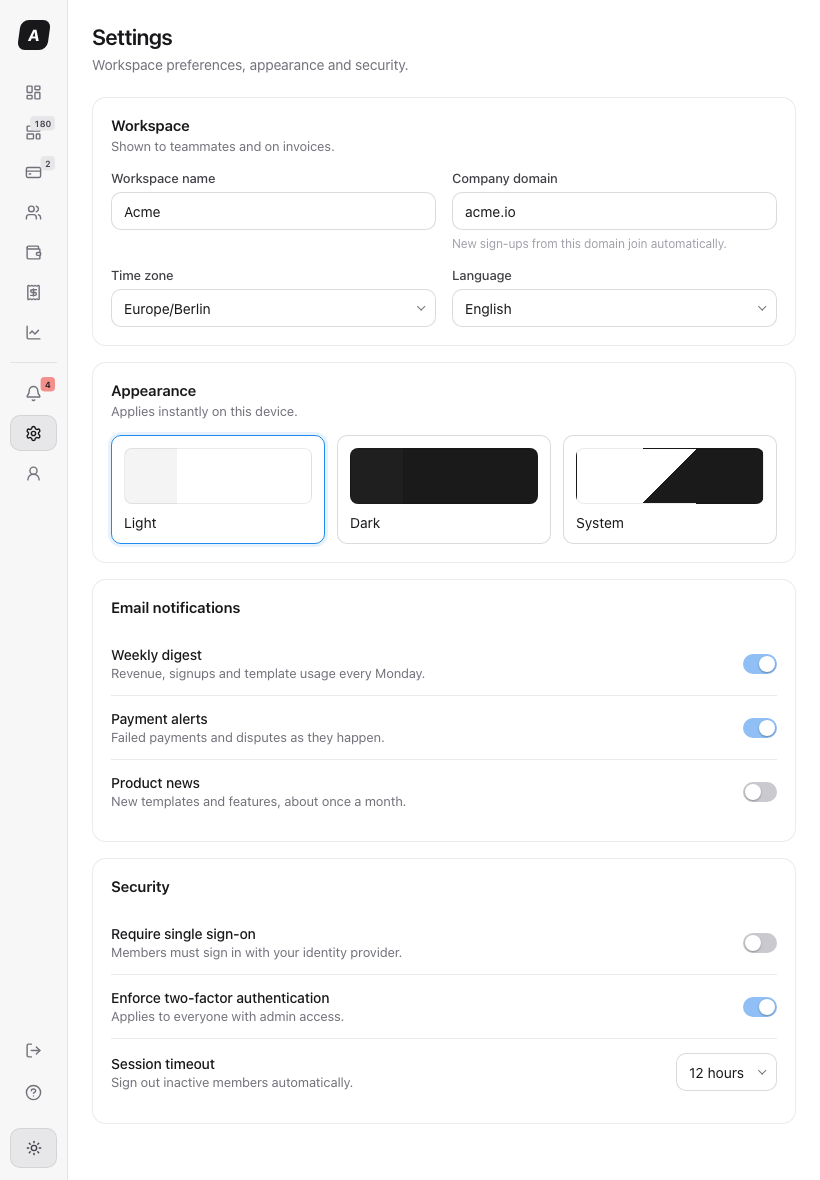 A
180
2
4
Settings
Workspace preferences, appearance and security.
Workspace
Shown to teammates and on invoices.
Workspace name
Company domain
Acme
acme.io
New sign-ups from this domain join automatically.
Time zone
Language
Europe/Berlin
English
Appearance
Applies instantly on this device.
Light
Dark
System
Email notifications
Weekly digest
Revenue, signups and template usage every Monday.
Payment alerts
Failed payments and disputes as they happen.
Product news
New templates and features, about once a month.
Security
Require single sign-on
Members must sign in with your identity provider.
Enforce two-factor authentication
Applies to everyone with admin access.
Session timeout
Sign out inactive members automatically.
12 hours